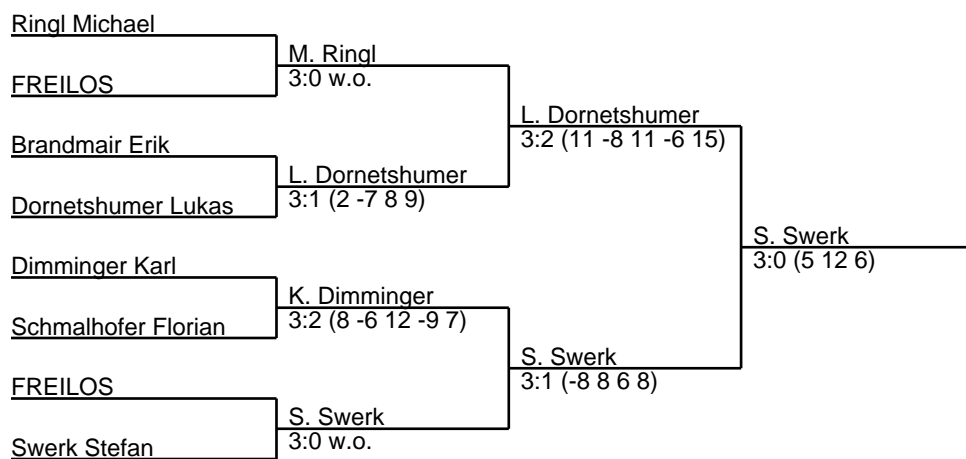 Ringl Michael
M. Ringl
3:0 w.o.
FREILOS
L. Dornetshumer
3:2 (11 -8 11 -6 15)
Brandmair Erik
L. Dornetshumer
3:1 (2 -7 8 9)
Dornetshumer Lukas
S. Swerk
3:0 (5 12 6)
Dimminger Karl
K. Dimminger
3:2 (8 -6 12 -9 7)
Schmalhofer Florian
S. Swerk
3:1 (-8 8 6 8)
FREILOS
S. Swerk
3:0 w.o.
Swerk Stefan